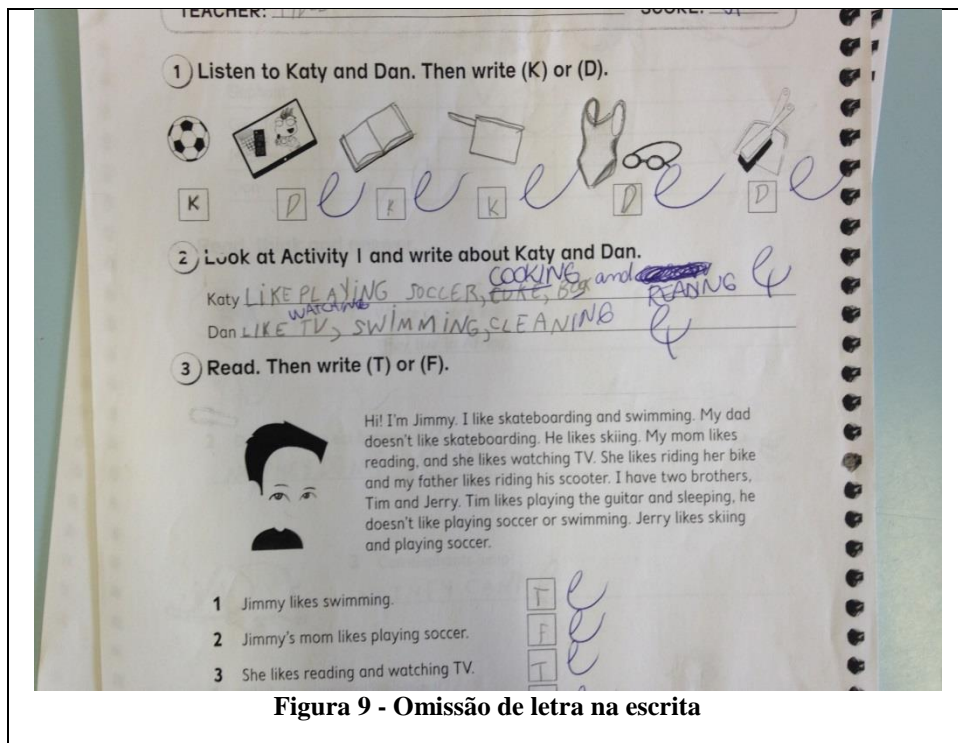 TEACHER: SCORE:
1 Listen to Katy and Dan. Then write (K) or (D).
K D K K D D
2 Look at Activity 1 and write about Katy and Dan.
COOKING and
Katy LIKE PLAYING SOCCER,
WATCHING REANNG
Dan LIKE TV, SWIMMING, CLEANING
3 Read. Then write (T) or (F).
Hi! I'm Jimmy. I like skateboarding and swimming. My dad
doesn't like skateboarding. He likes skiing. My mom likes
reading, and she likes watching TV. She likes riding her bike
and my father likes riding his scooter. I have two brothers,
Tim and Jerry. Tim likes playing the guitar and sleeping, he
doesn't like playing soccer or swimming. Jerry likes skiing
and playing soccer.
1 Jimmy likes swimming. T
2 Jimmy's mom likes playing soccer. F
3 She likes reading and watching TV. T
Figura 9 - Omissão de letra na escrita